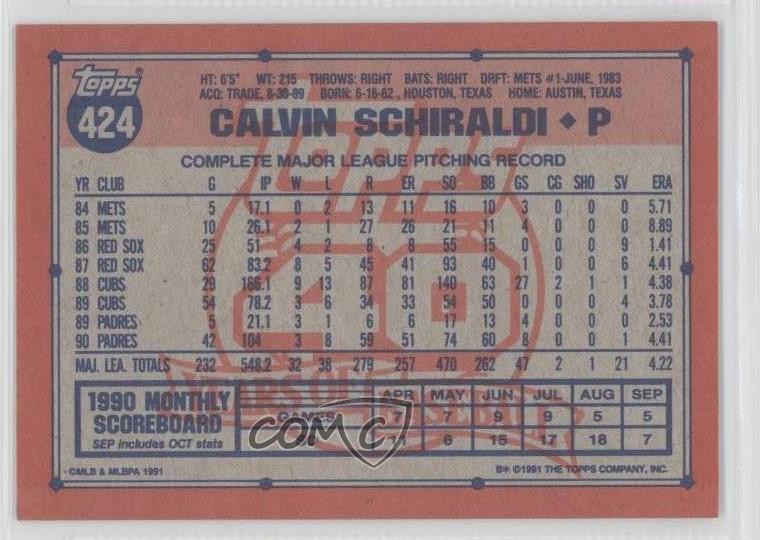 Topps®
424
HT: 6'5" WT: 215 THROWS: RIGHT BATS: RIGHT DRFT: METS #1-JUNE, 1983
ACQ: TRADE, 8-30-89 BORN: 6-16-62, HOUSTON, TEXAS HOME: AUSTIN, TEXAS
CALVIN SCHIRALDI ◆ P
COMPLETE MAJOR LEAGUE PITCHING RECORD
YR CLUB G IP W L R ER SO BB GS CG SHO SV ERA
84 METS 5 17.1 0 2 13 11 16 10 3 0 0 0 5.71
85 METS 10 26.1 2 1 27 26 21 11 4 0 0 0 8.89
86 RED SOX 25 51 4 2 8 8 55 15 0 0 0 9 1.41
87 RED SOX 62 83.2 8 5 45 41 93 40 1 0 0 6 4.41
88 CUBS 29 166.1 9 13 87 81 140 63 27 2 1 1 4.38
89 CUBS 54 78.2 3 6 34 33 54 50 0 0 0 4 3.78
89 PADRES 5 21.1 3 1 6 6 17 13 4 0 0 0 2.53
90 PADRES 42 104 3 8 59 51 74 60 8 0 0 1 4.41
MAJ. LEA. TOTALS 232 548.2 32 38 279 257 470 262 47 2 1 21 4.22
Topps
40
YEARS OF BASEBALL
1990 MONTHLY SCOREBOARD
SEP includes OCT stats
APR MAY JUN JUL AUG SEP
GAMES 7 7 9 9 5 5
SO 11 6 15 17 18 7
COMC
©MLB & MLBPA 1991
B* ©1991 THE TOPPS COMPANY, INC.